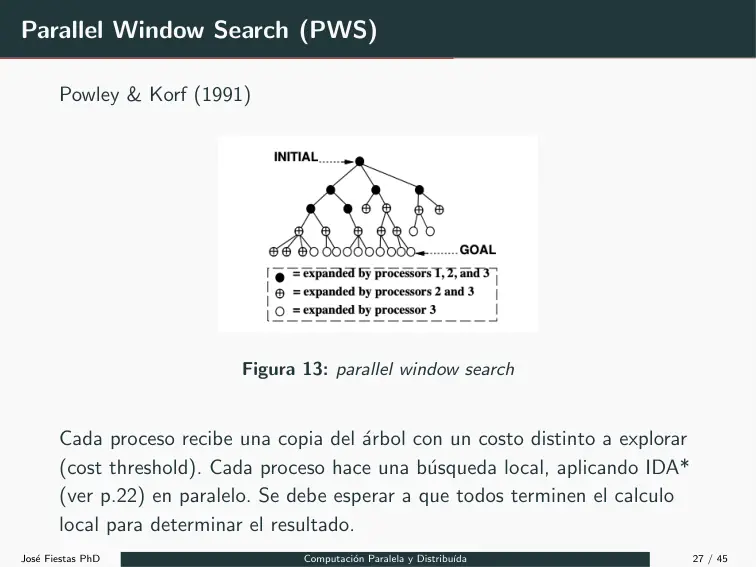 Parallel Window Search (PWS)
Powley & Korf (1991)
INITIAL
GOAL
= expanded by processors 1, 2, and 3
= expanded by processors 2 and 3
= expanded by processor 3
Figura 13: parallel window search
Cada proceso recibe una copia del árbol con un costo distinto a explorar
(cost threshold). Cada proceso hace una búsqueda local, aplicando IDA*
(ver p.22) en paralelo. Se debe esperar a que todos terminen el calculo
local para determinar el resultado.
José Fiestas PhD
Computación Paralela y Distribuída
27 / 45